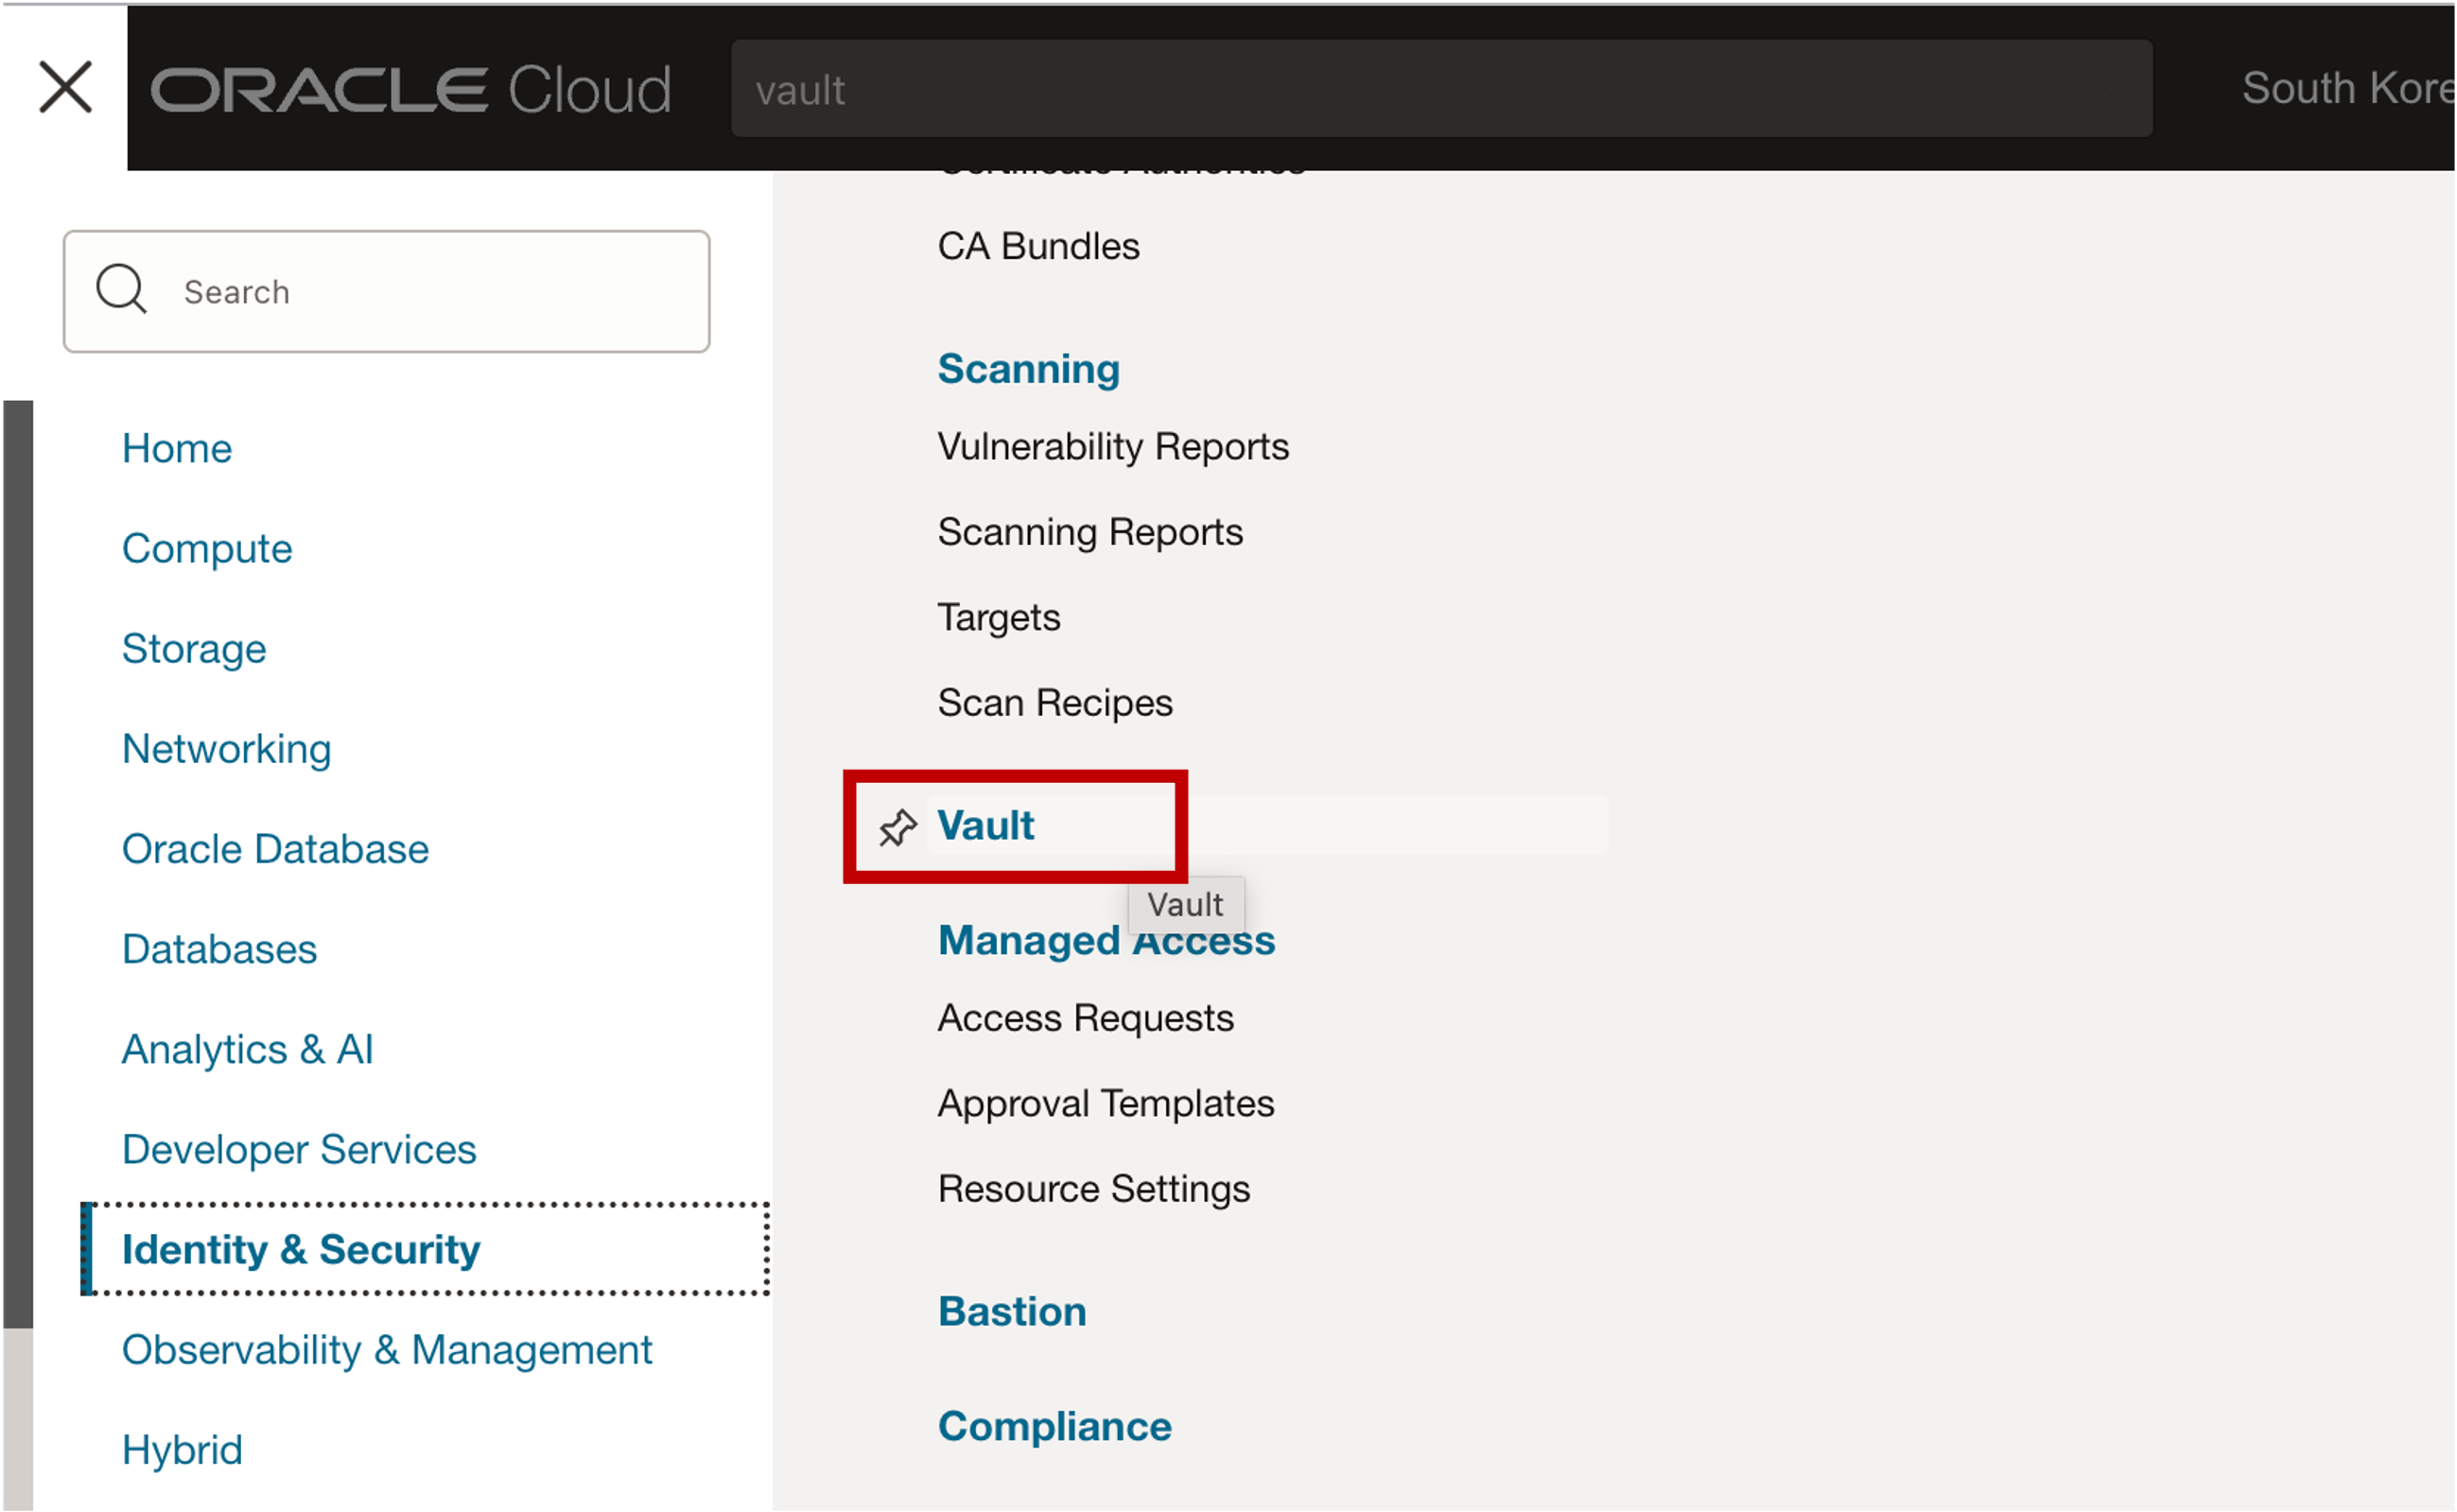 ORACLE Cloud
vault
South Kore
Search
Home
Compute
Storage
Networking
Oracle Database
Databases
Analytics & AI
Developer Services
Identity & Security
Observability & Management
Hybrid
CA Bundles
Scanning
Vulnerability Reports
Scanning Reports
Targets
Scan Recipes
Vault
Vault
Managed Access
Access Requests
Approval Templates
Resource Settings
Bastion
Compliance